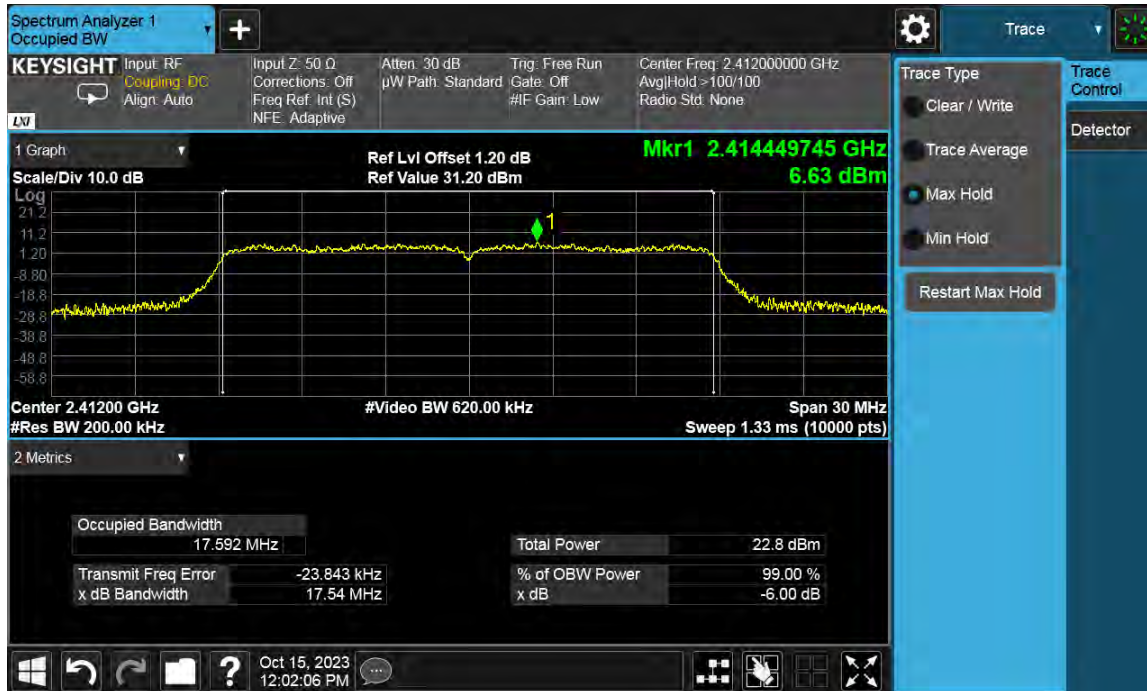 Spectrum Analyzer 1
Occupied BW
+
Trace
KEYSIGHT Input: RF
Coupling: DC
Align: Auto
LXI
Input Z: 50 Ω
Corrections: Off
Freq Ref: Int (S)
NFE: Adaptive
Atten: 30 dB
µW Path: Standard
Trig: Free Run
Gate: Off
#IF Gain: Low
Center Freq: 2.412000000 GHz
Avg|Hold >100/100
Radio Std: None
Trace Type
Clear / Write
Trace Average
Max Hold
Min Hold
Restart Max Hold
Trace
Control
Detector
1 Graph
Scale/Div 10.0 dB
Ref Lvl Offset 1.20 dB
Ref Value 31.20 dBm
Mkr1 2.414449745 GHz
6.63 dBm
Log
21.2
11.2
1.20
-8.80
-18.8
-28.8
-38.8
-48.8
-58.8
1
Center 2.41200 GHz
#Video BW 620.00 kHz
Span 30 MHz
#Res BW 200.00 kHz
Sweep 1.33 ms (10000 pts)
2 Metrics
Occupied Bandwidth
17.592 MHz
Total Power 22.8 dBm
Transmit Freq Error -23.843 kHz
% of OBW Power 99.00 %
x dB Bandwidth 17.54 MHz
x dB -6.00 dB
?
Oct 15, 2023
12:02:06 PM